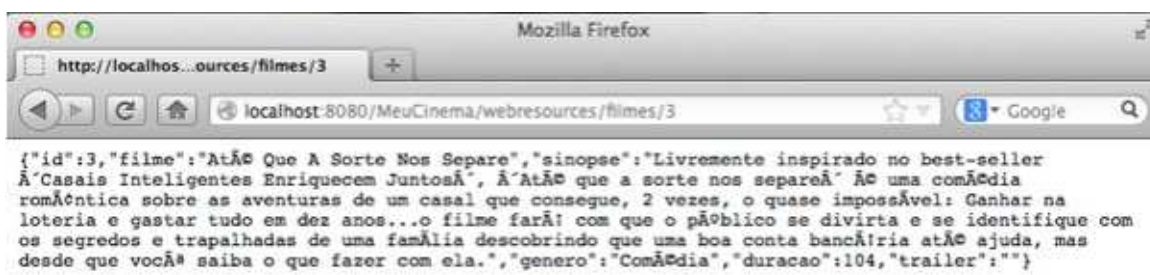 Mozilla Firefox
http://localhos...ources/filmes/3
localhost:8080/MeuCinema/webresources/filmes/3
Google
{"id":3,"filme":"AtÃ© Que A Sorte Nos Separe","sinopse":"Livremente inspirado no best-seller
Â´Casais Inteligentes Enriquecem JuntosÂ´, Â´AtÃ© que a sorte nos separeÂ´ Ã© uma comÃ©dia
romÃ¢ntica sobre as aventuras de um casal que consegue, 2 vezes, o quase impossÃvel: Ganhar na
loteria e gastar tudo em dez anos...o filme farÃ¡ com que o pÃºblico se divirta e se identifique com
os segredos e trapalhadas de uma famÃlia descobrindo que uma boa conta bancÃ¡ria atÃ© ajuda, mas
desde que vocÃª saiba o que fazer com ela.","genero":"ComÃ©dia","duracao":104,"trailer":""}